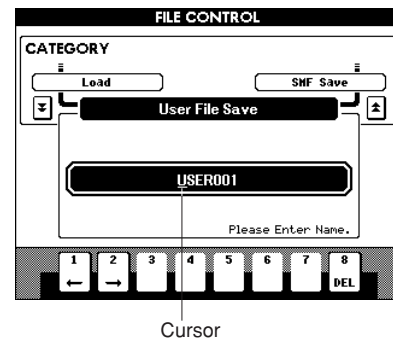 FILE CONTROL
CATEGORY
Load SMF Save
User File Save
USER001
Please Enter Name.
1 2 3 4 5 6 7 8
← → DEL
Cursor